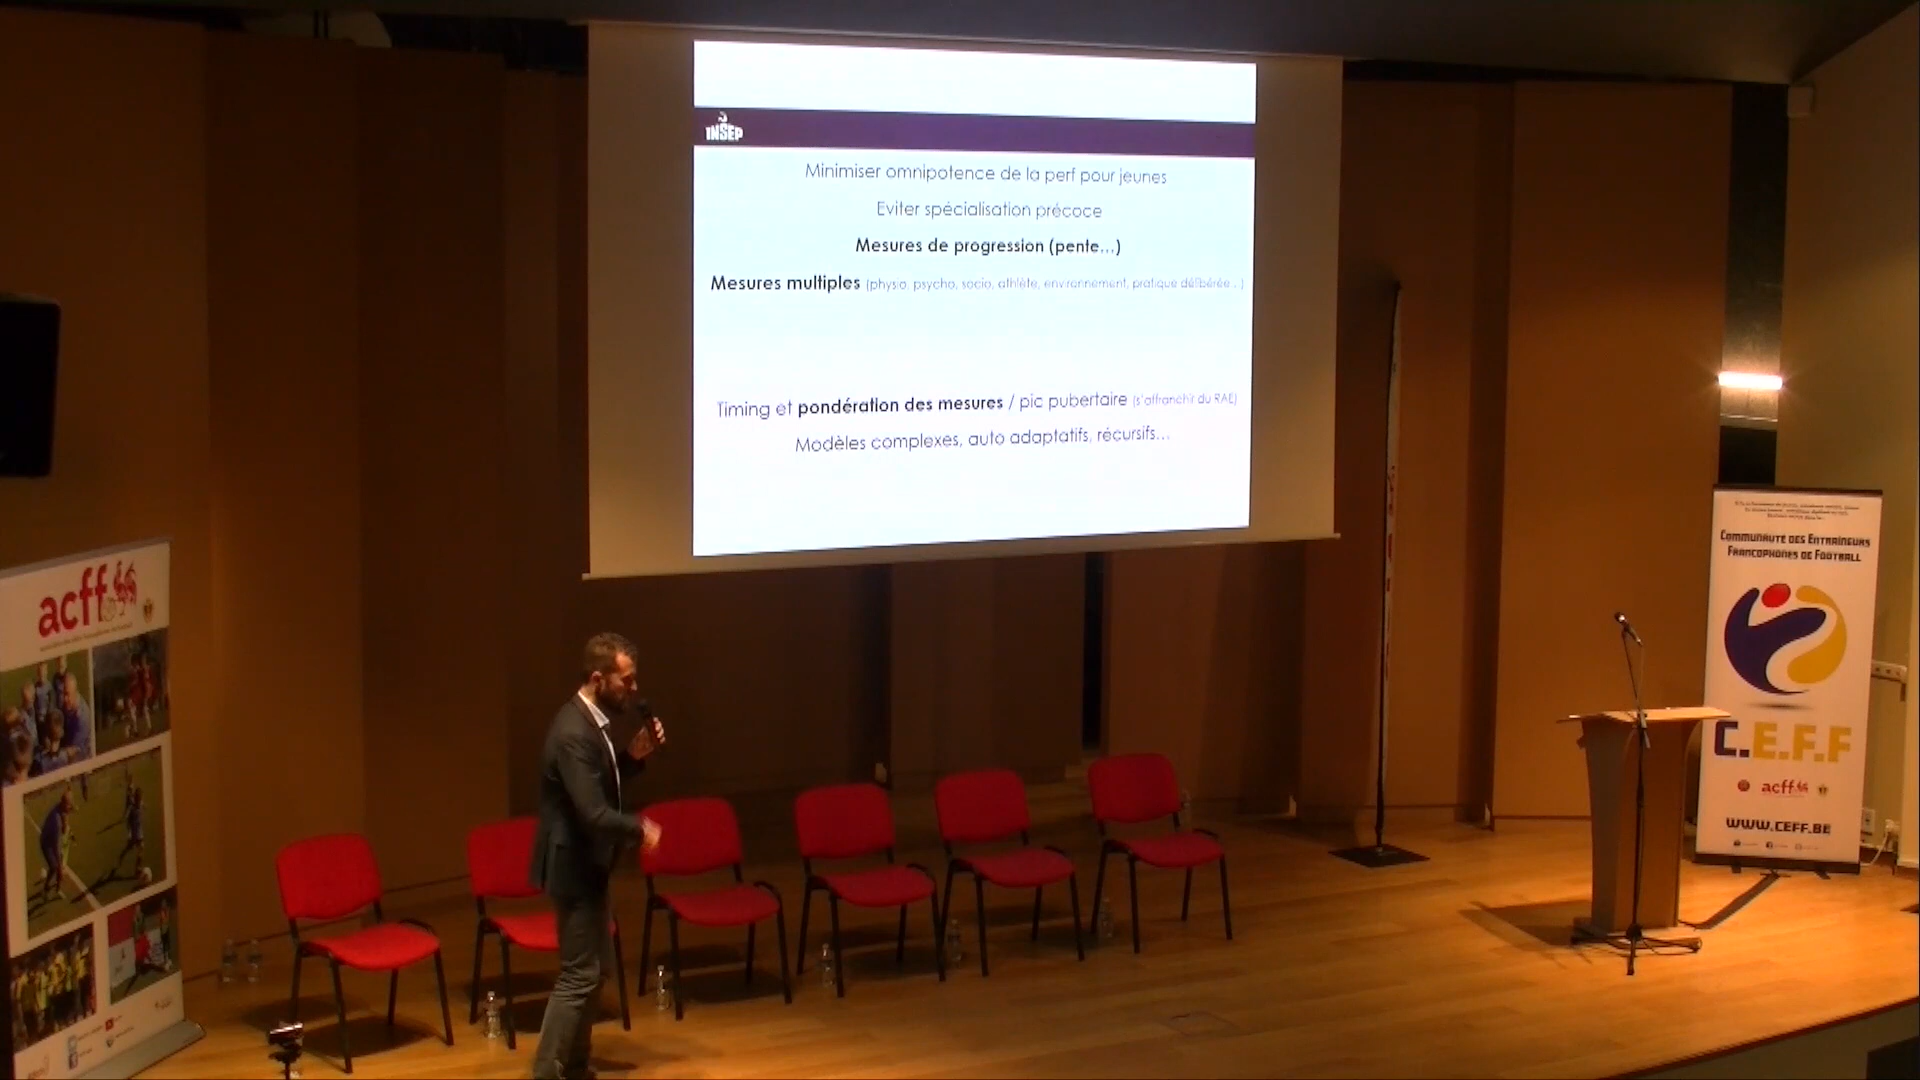 INSEP
Minimiser omnipotence de la perf pour jeunes
Eviter spécialisation précoce
Mesures de progression (pente...)
Mesures multiples (physio, psycho, socio, athlète, environnement, pratique délibérée...)
Timing et pondération des mesures / pic pubertaire (s'affranchir du RAE)
Modèles complexes, auto adaptatifs, récursifs...
acff
Communauté des Entraîneurs
Francophones de Football
C.E.F.F
acff
www.CEFF.BE